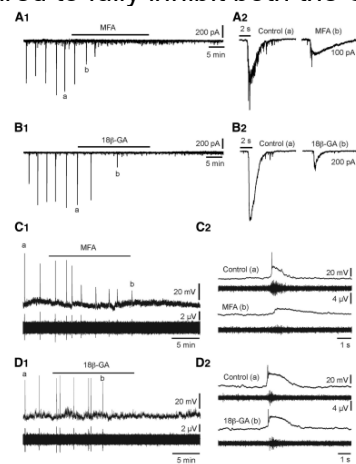 to fully inhibit both the
A1 A2
MFA
200 pA
5 min
a
b
2 s
Control (a) MFA (b)
100 pA
B1 B2
18β-GA
200 pA
5 min
a
b
2 s
Control (a) 18β-GA (b)
200 pA
C1 C2
a
MFA
b
20 mV
2 µV
5 min
Control (a)
20 mV
4 µV
MFA (b)
1 s
D1 D2
a
18β-GA
b
20 mV
2 µV
5 min
Control (a)
20 mV
4 µV
18β-GA (b)
1 s